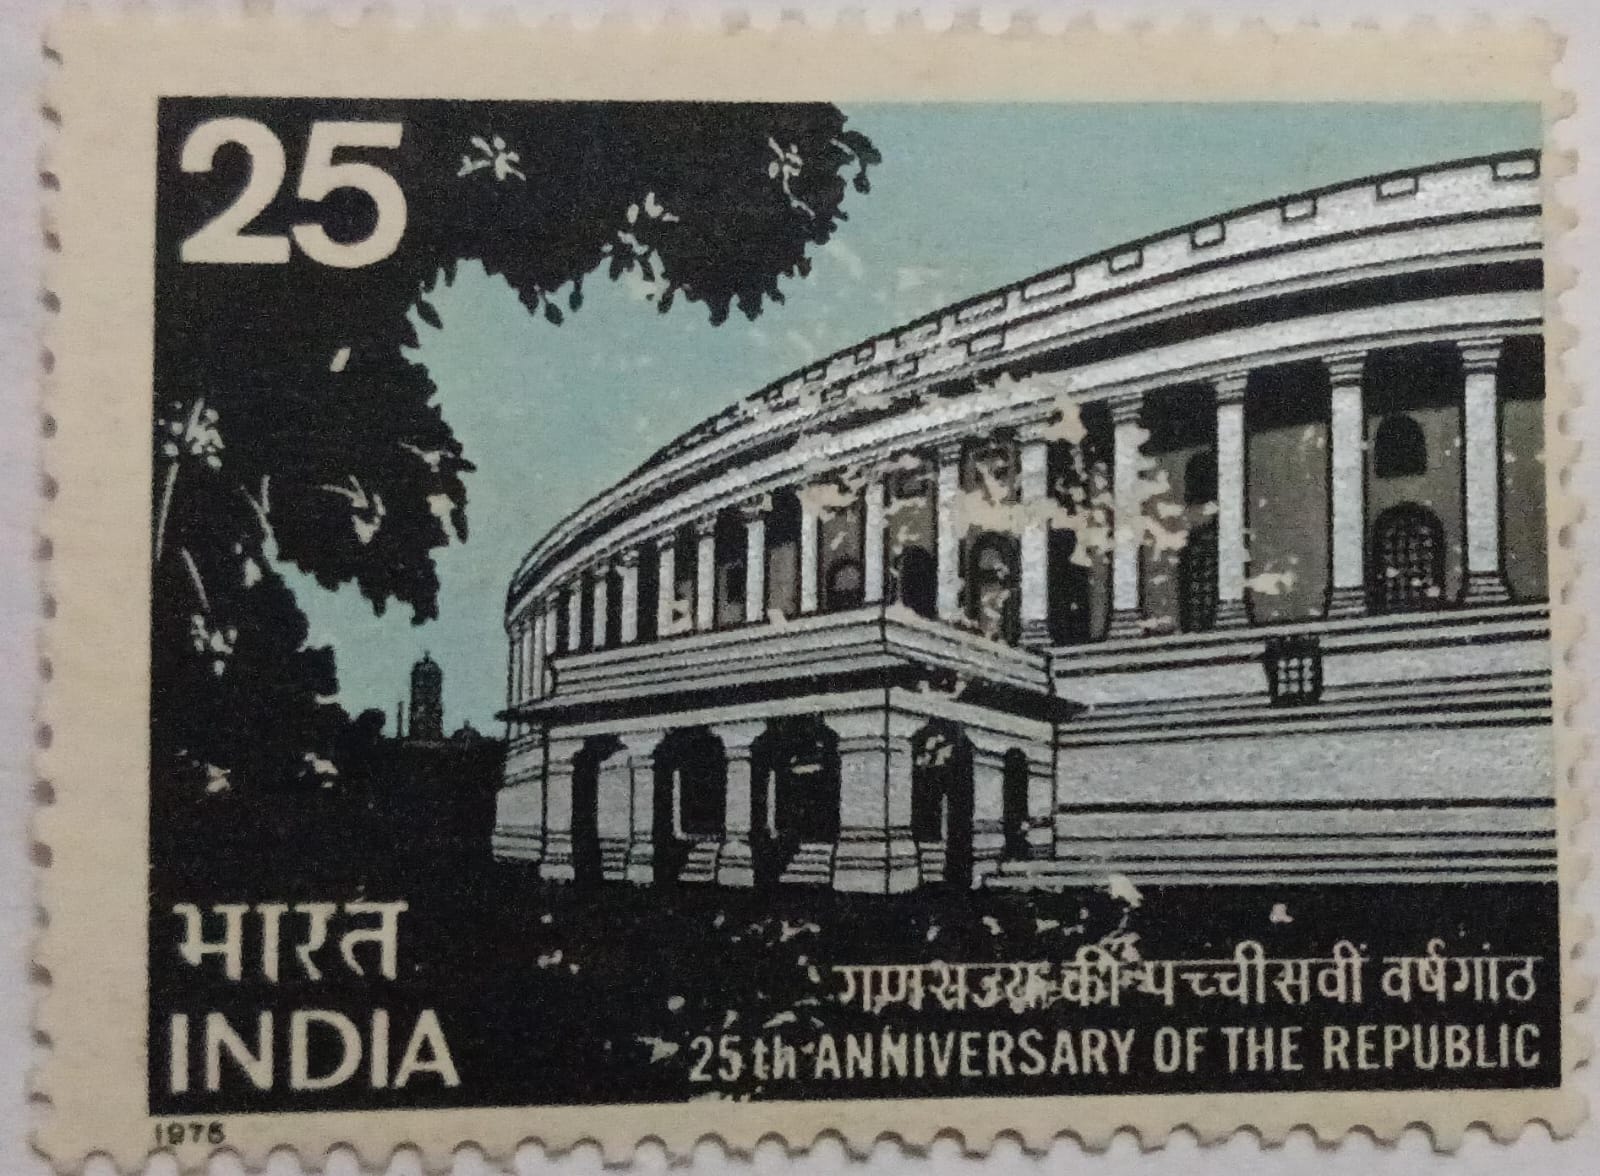 25
भारत
INDIA
गणराज्य की पच्चीसवीं वर्षगांठ
25th ANNIVERSARY OF THE REPUBLIC
1975